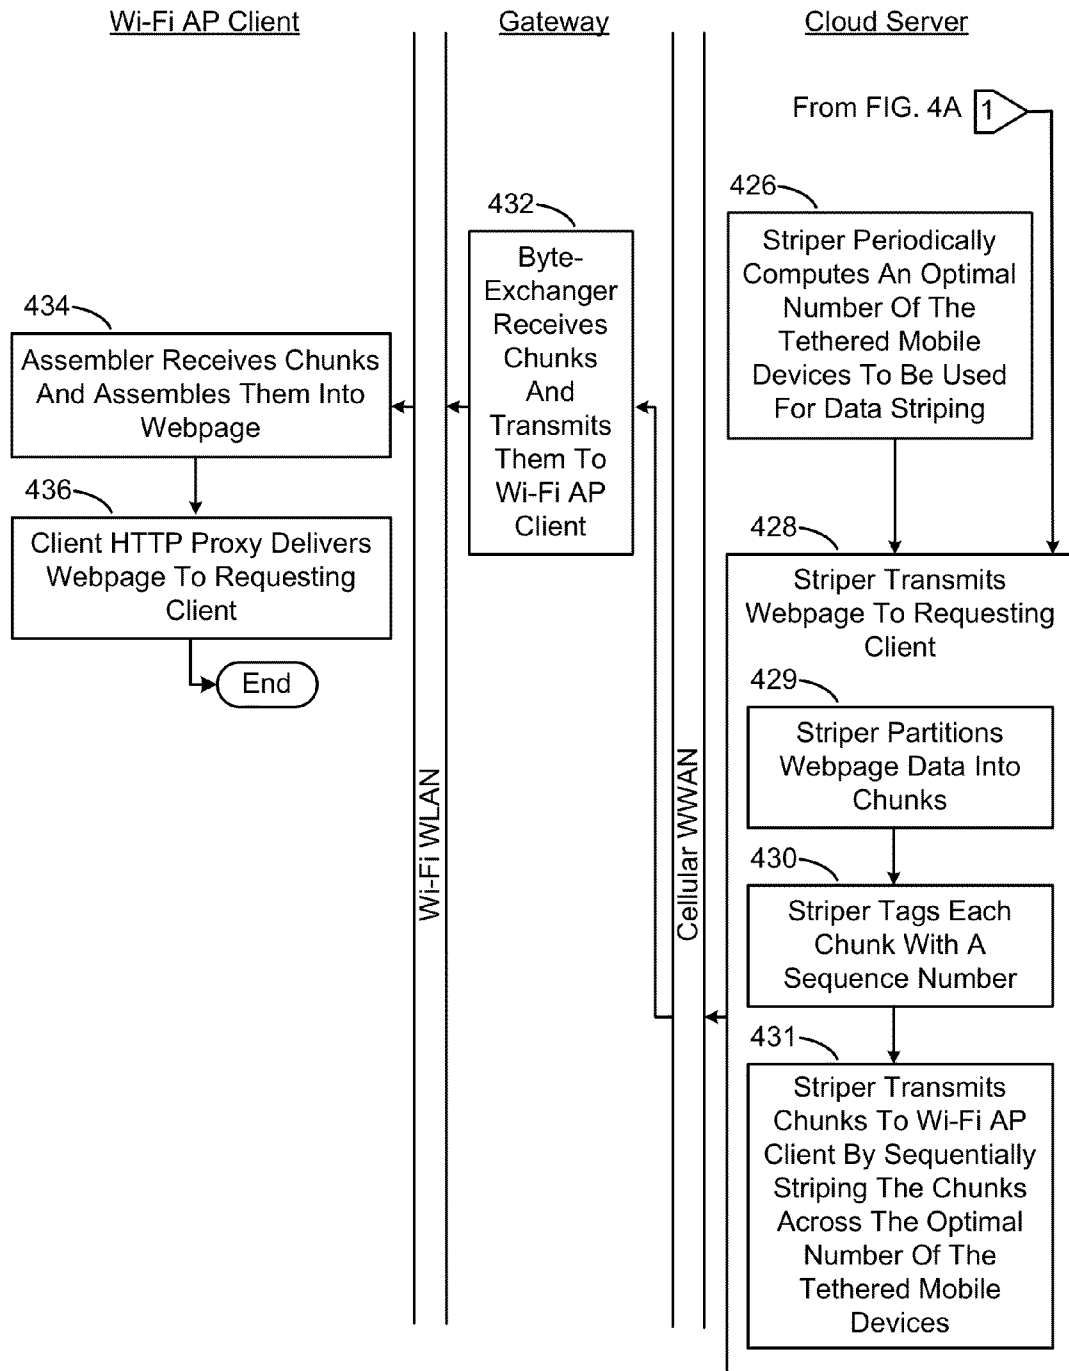 Wi-Fi AP Client
Gateway
Cloud Server
From FIG. 4A
1
426
Striper Periodically
Computes An Optimal
Number Of The
Tethered Mobile
Devices To Be Used
For Data Striping
432
Byte-
Exchanger
Receives
Chunks
And
Transmits
Them To
Wi-Fi AP
Client
434
Assembler Receives Chunks
And Assembles Them Into
Webpage
436
Client HTTP Proxy Delivers
Webpage To Requesting
Client
End
428
Striper Transmits
Webpage To Requesting
Client
429
Striper Partitions
Webpage Data Into
Chunks
430
Striper Tags Each
Chunk With A
Sequence Number
431
Striper Transmits
Chunks To Wi-Fi AP
Client By Sequentially
Striping The Chunks
Across The Optimal
Number Of The
Tethered Mobile
Devices
Wi-Fi WLAN
Cellular WWAN